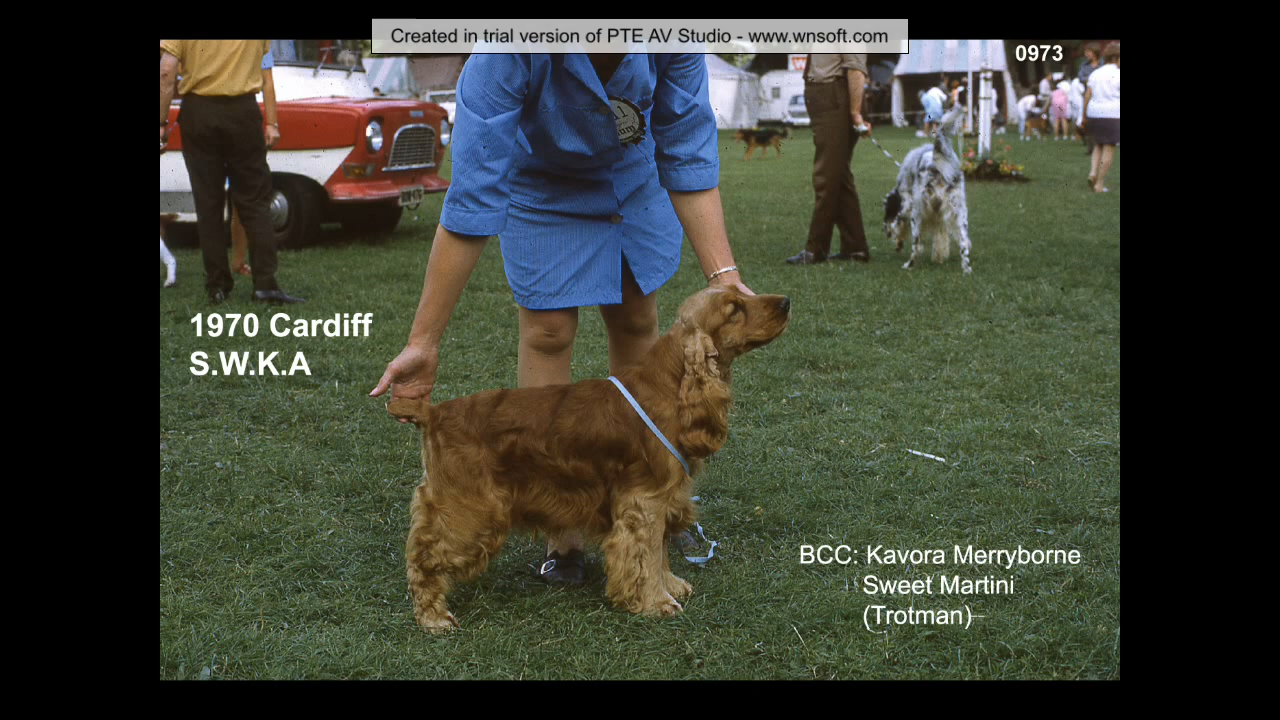 Created in trial version of PTE AV Studio - www.wnsoft.com
0973
1970 Cardiff
S.W.K.A
BCC: Kavora Merryborne
Sweet Martini
(Trotman)